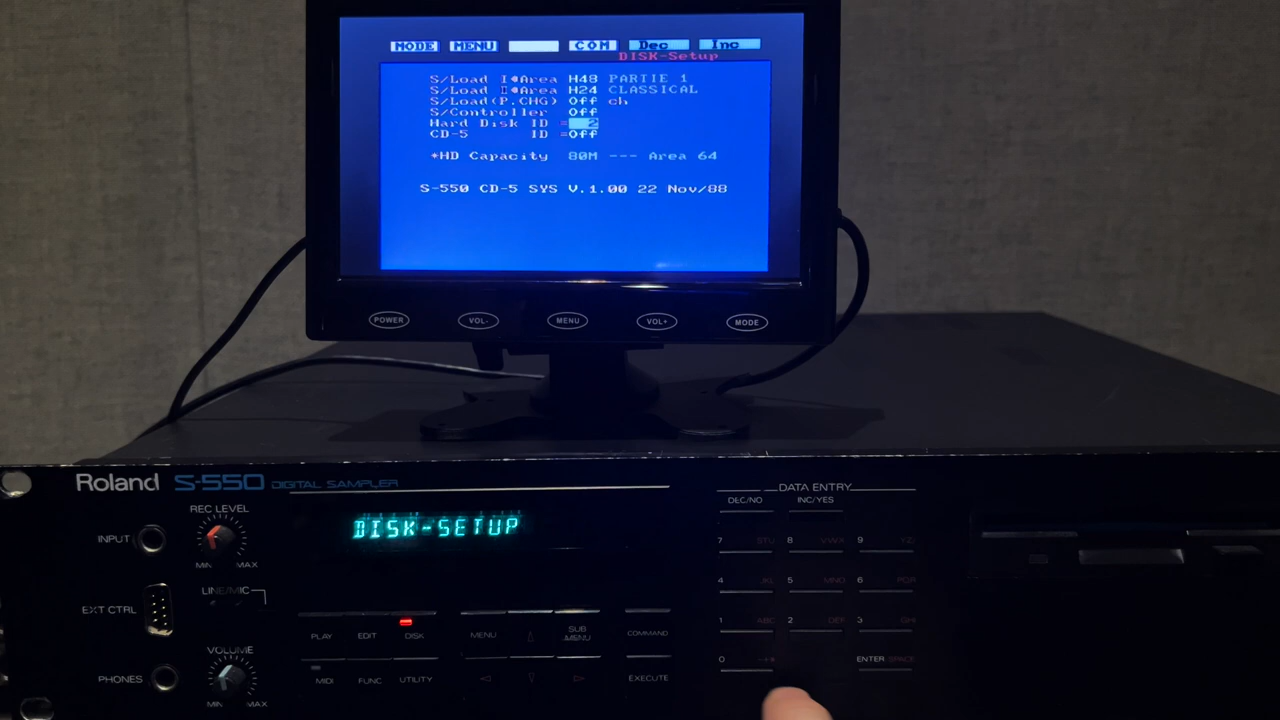 MODE MENU COM Dec Inc
DISK-Setup
S/Load I Area H48 PARTIE 1
S/Load Area H24 CLASSICAL
S/Load(P.CHG) Off ch
S/Controller Off
Hard Disk ID = 2
CD-5 ID =Off
*HD Capacity 80M --- Area 64
S-550 CD-5 SYS V.1.00 22 Nov/88
POWER VOL- MENU VOL+ MODE
Roland S-550 DIGITAL SAMPLER
REC LEVEL
INPUT
MIN MAX
LINE/MIC
EXT CTRL
VOLUME
PHONES
MIN MAX
DISK-SETUP
PLAY EDIT DISK MENU SUB MENU COMMAND
MIDI FUNC UTILITY EXECUTE
DATA ENTRY
DEC/NO INC/YES
7 STU 8 VWX 9 YZ
4 JKL 5 MNO 6 PQR
1 ABC 2 DEF 3 GHI
0 ENTER SPACE